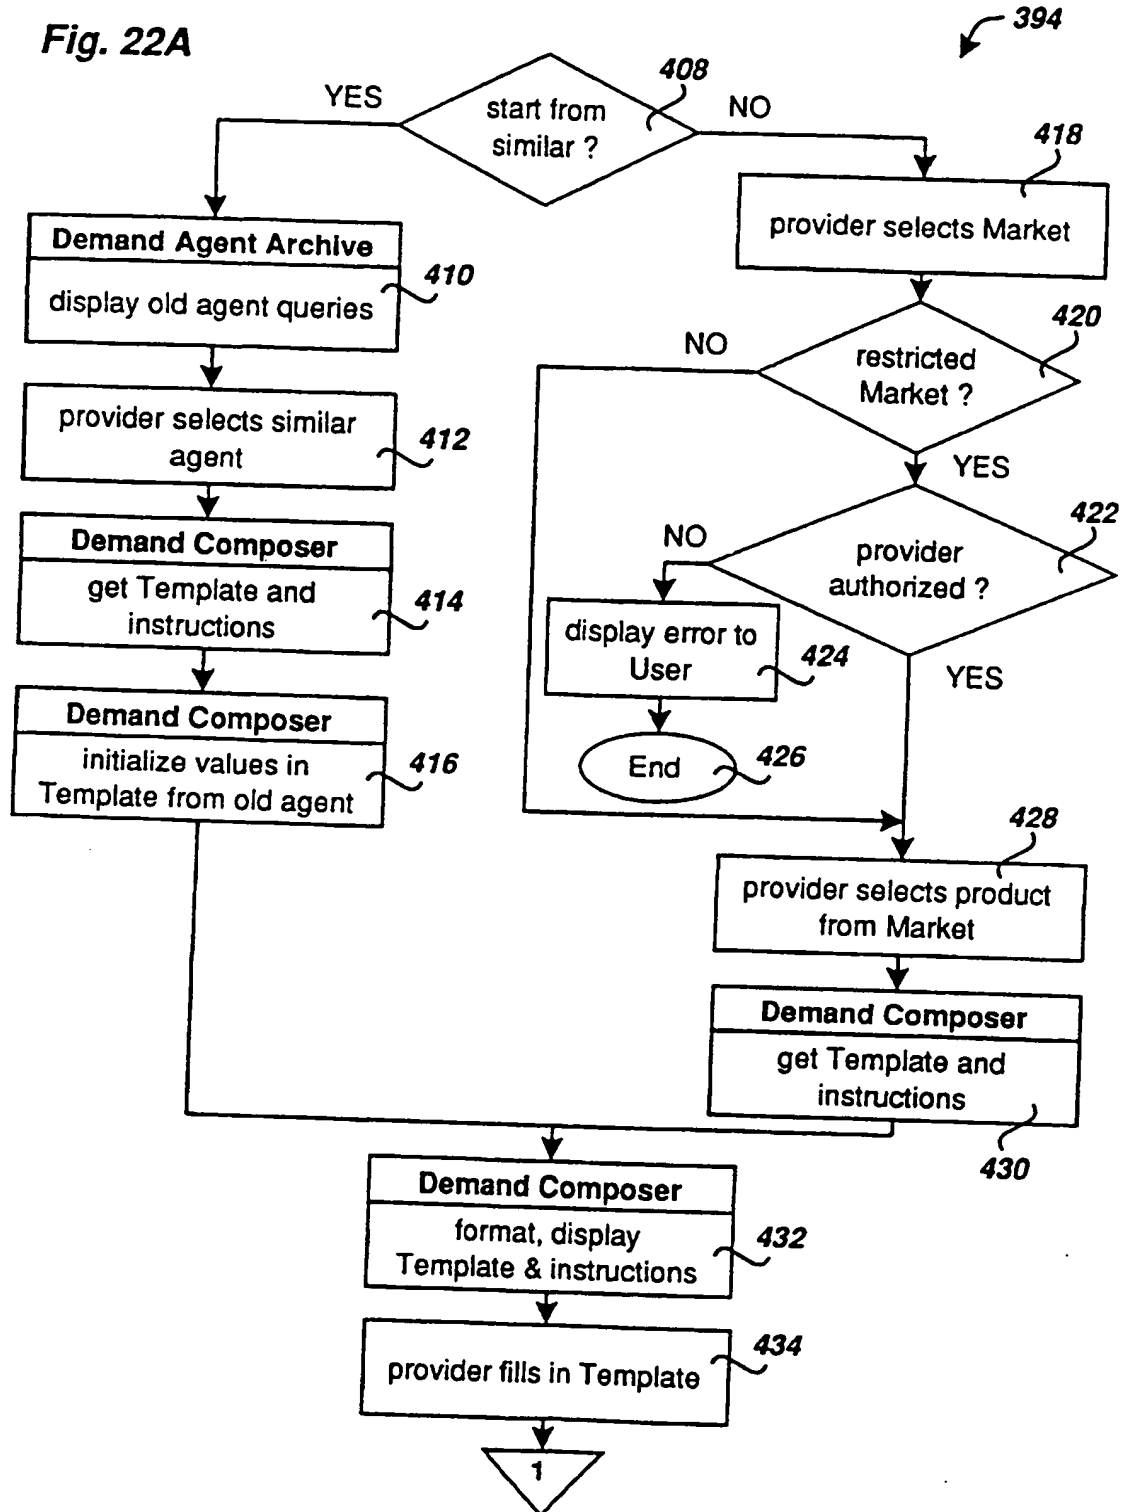 Fig. 22A
394
408
YES
start from
similar ?
NO
418
provider selects Market
Demand Agent Archive
display old agent queries
410
420
NO
restricted
Market ?
YES
provider selects similar
agent
412
422
NO
provider
authorized ?
YES
Demand Composer
get Template and
instructions
414
display error to
User
424
Demand Composer
initialize values in
Template from old agent
416
End
426
428
provider selects product
from Market
Demand Composer
get Template and
instructions
430
Demand Composer
format, display
Template & instructions
432
provider fills in Template
434
1